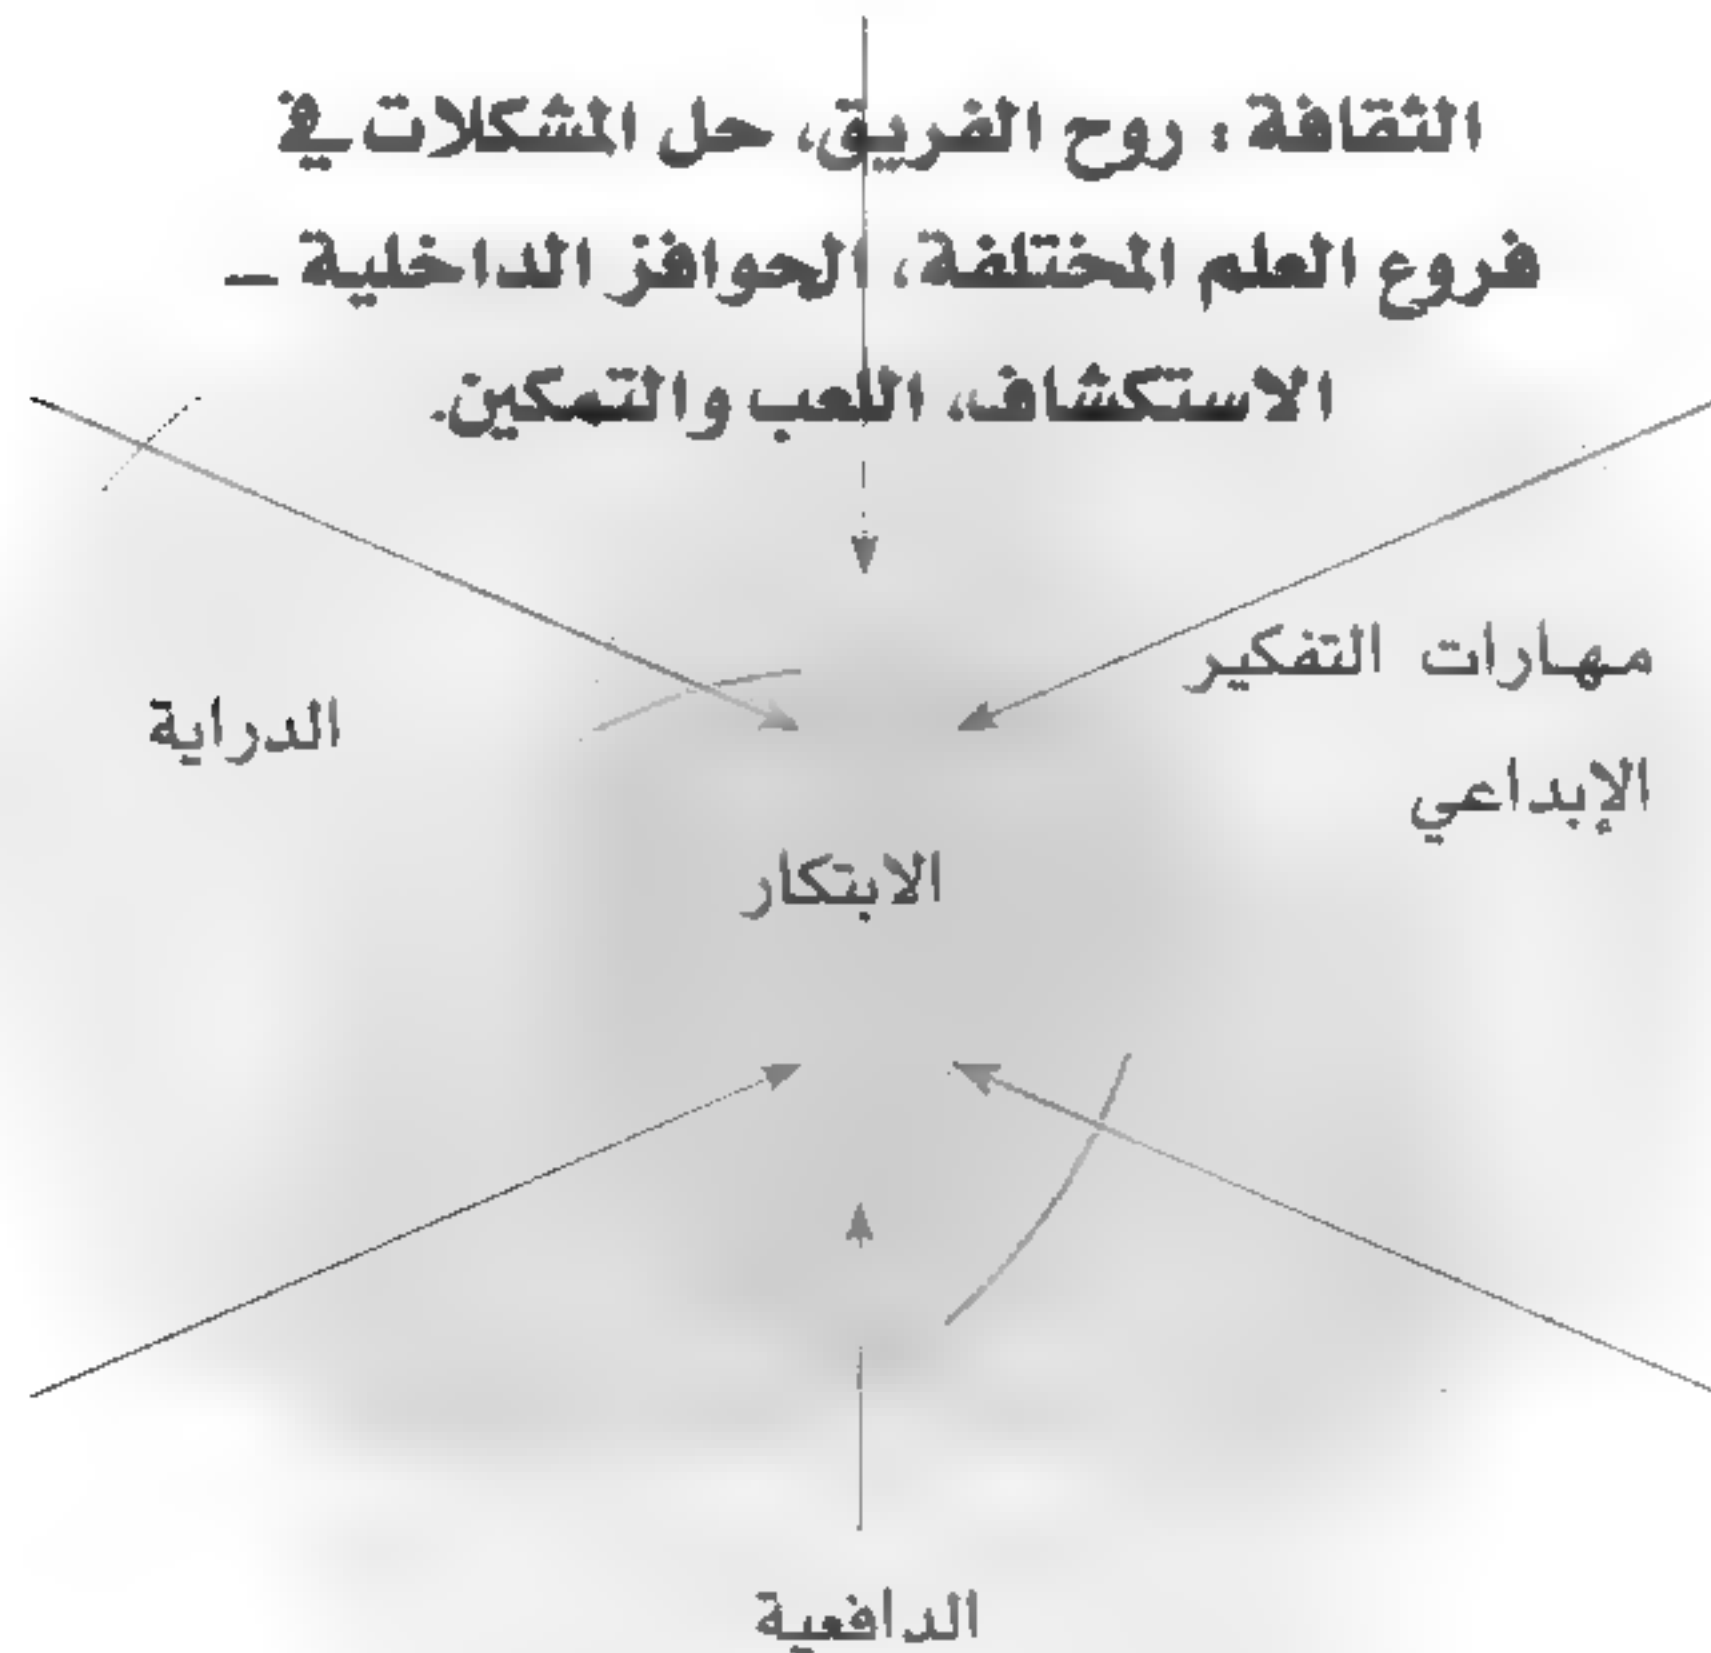 الثقافة : روح الفريق، حل المشكلات في
فروع العلم المختلفة، الحوافز الداخلية –
الاستكشاف، اللعب والتمكين.
مهارات التفكير
الإبداعي
الدراية
الابتكار
الدافعية